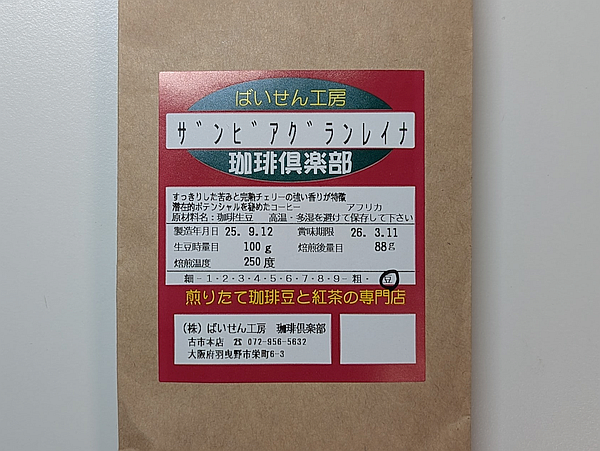 ばいせん工房
ザンビアグランレイナ
珈琲倶楽部
すっきりした苦みと完熟チェリーの強い香りが特徴
潜在的ポテンシャルを秘めたコーヒー アフリカ
原材料名:珈琲生豆 高温・多湿を避けて保存して下さい
製造年月日 25. 9.12 賞味期限 26. 3.11
生豆時量目 100g 焙煎後量目 88g
焙煎温度 250度
細-1-2-3-4-5-6-7-8-9-粗・豆
煎りたて珈琲豆と紅茶の専門店
(株)ばいせん工房 珈琲倶楽部
古市本店 ☎ 072-956-5632
大阪府羽曳野市栄町6-3